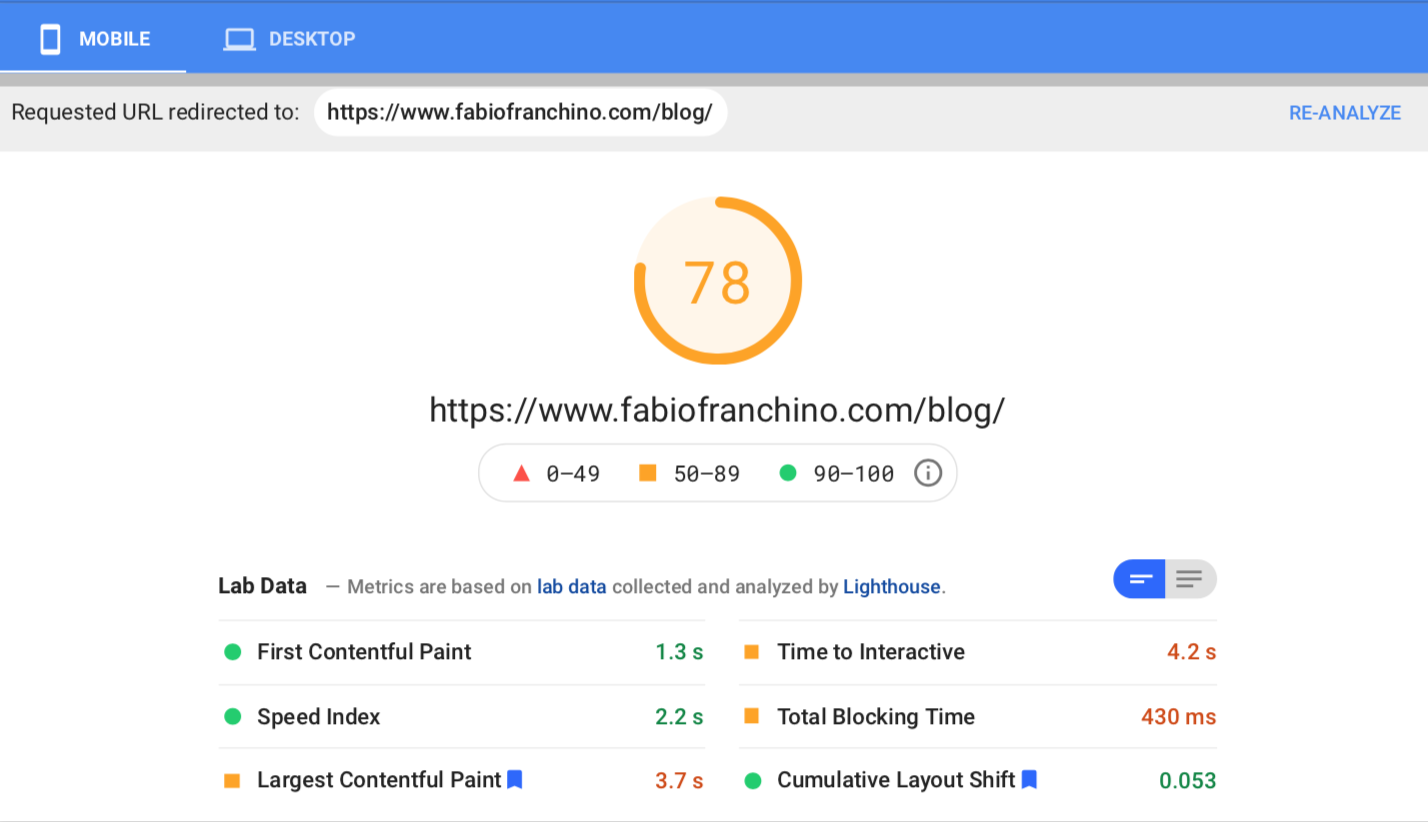 MOBILE DESKTOP
Requested URL redirected to: https://www.fabiofranchino.com/blog/ RE-ANALYZE
78
https://www.fabiofranchino.com/blog/
0–49 50–89 90–100
Lab Data — Metrics are based on lab data collected and analyzed by Lighthouse.
First Contentful Paint 1.3 s Time to Interactive 4.2 s
Speed Index 2.2 s Total Blocking Time 430 ms
Largest Contentful Paint 3.7 s Cumulative Layout Shift 0.053